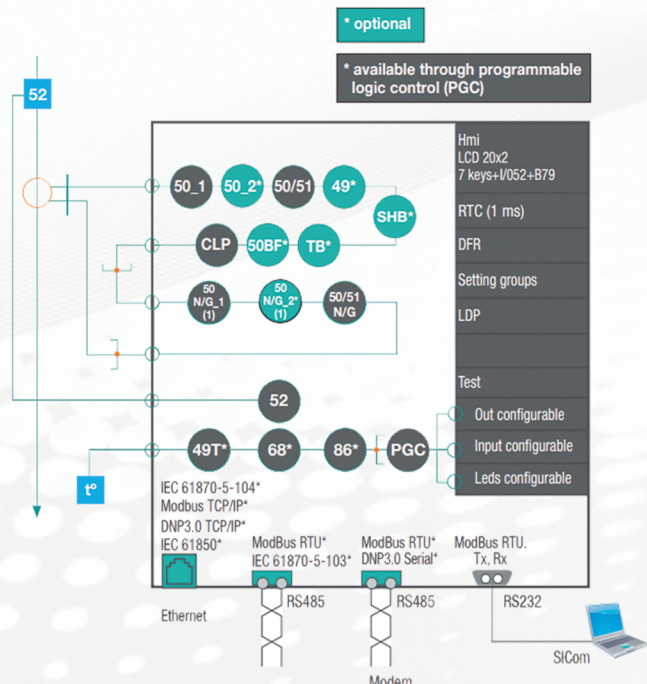 * optional
* available through programmable
logic control (PGC)
52
Hmi
LCD 20x2
7 keys+I/052+B79
RTC (1 ms)
DFR
Setting groups
LDP
Test
Out configurable
Input configurable
Leds configurable
50_1
50_2*
50/51
49*
SHB*
CLP
50BF*
TB*
50
N/G_1
(1)
50
N/G_2*
(1)
50/51
N/G
52
49T*
68*
86*
PGC
tº
IEC 61870-5-104*
Modbus TCP/IP*
DNP3.0 TCP/IP*
IEC 61850*
ModBus RTU*
IEC 61870-5-103*
ModBus RTU*
DNP3.0 Serial*
ModBus RTU.
Tx, Rx
Ethernet
RS485
RS485
RS232
SICom
Modem